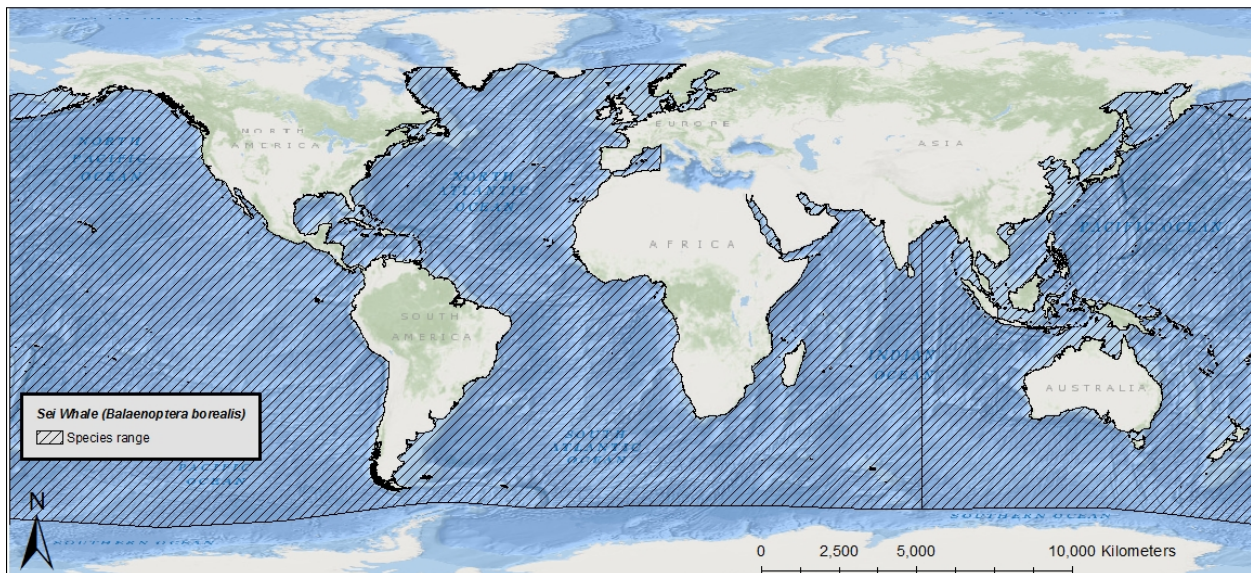 NORTH
AMERICA
NORTH
PACIFIC
OCEAN
NORTH
ATLANTIC
OCEAN
EUROPE
ASIA
AFRICA
PACIFIC OCEAN
SOUTH
AMERICA
INDIAN
OCEAN
AUSTRALIA
Sei Whale (Balaenoptera borealis)
Species range
SOUTH
ATLANTIC
OCEAN
PACIFIC
OCEAN
SOUTHERN OCEAN
SOUTHERN OCEAN
N
0 2,500 5,000 10,000 Kilometers